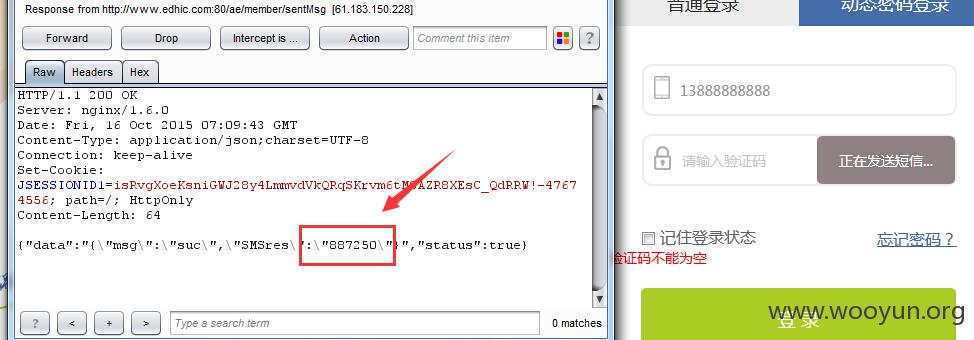 Response from http://www.edhic.com:80/ae/member/sentMsg [61.183.150.228]
Forward Drop Intercept is ... Action Comment this item ?
Raw Headers Hex
HTTP/1.1 200 OK
Server: nginx/1.6.0
Date: Fri, 16 Oct 2015 07:09:43 GMT
Content-Type: application/json;charset=UTF-8
Connection: keep-alive
Set-Cookie:
4556; path=/; HttpOnly
Content-Length: 64
{"data":"{\"msg\":\"suc\",\"SMSres\":\"887250\"}","status":true}
? < + > Type a search term 0 matches
普通登录 动态密码登录
13888888888
请输入验证码 正在发送短信...
记住登录状态 忘记密码？
验证码不能为空
登录
www.wooyun.org